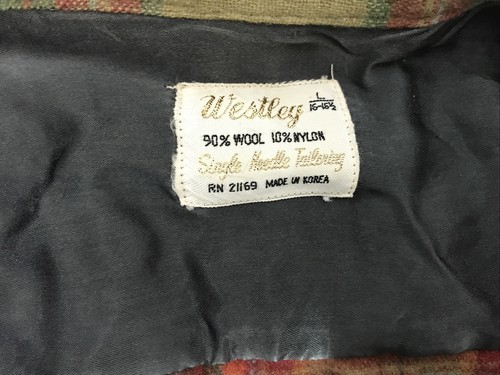 Westley
L
16-16½
90% WOOL 10% NYLON
Single Needle Tailoring
RN 21169 MADE IN KOREA